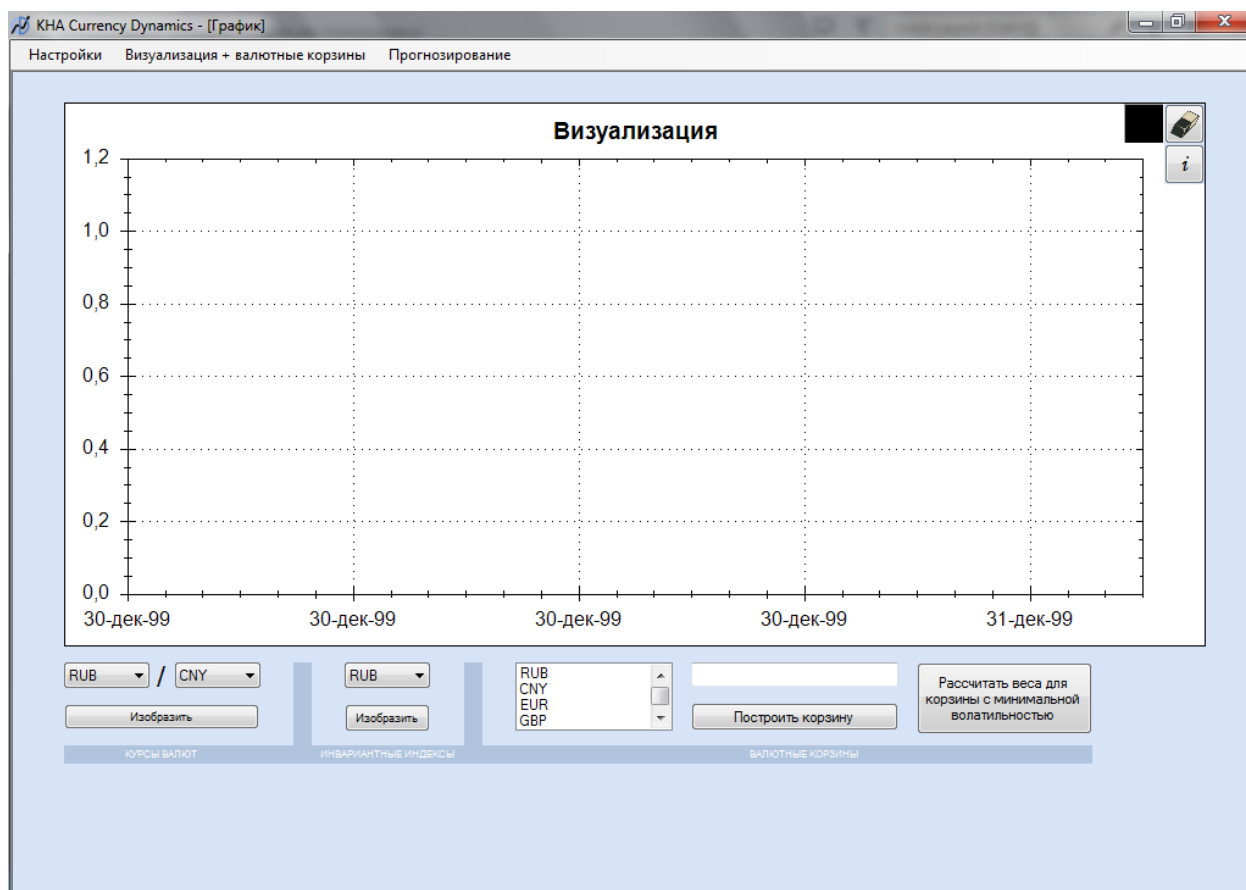 KHA Currency Dynamics - [График]
Настройки Визуализация + валютные корзины Прогнозирование
Визуализация
i
1,2
1,0
0,8
0,6
0,4
0,2
0,0
30-дек-99 30-дек-99 30-дек-99 30-дек-99 31-дек-99
RUB / CNY
Изобразить
КУРСЫ ВАЛЮТ
RUB
Изобразить
ИНВАРИАНТНЫЕ ИНДЕКСЫ
RUB
CNY
EUR
GBP
Построить корзину
Рассчитать веса для
корзины с минимальной
волатильностью
ВАЛЮТНЫЕ КОРЗИНЫ